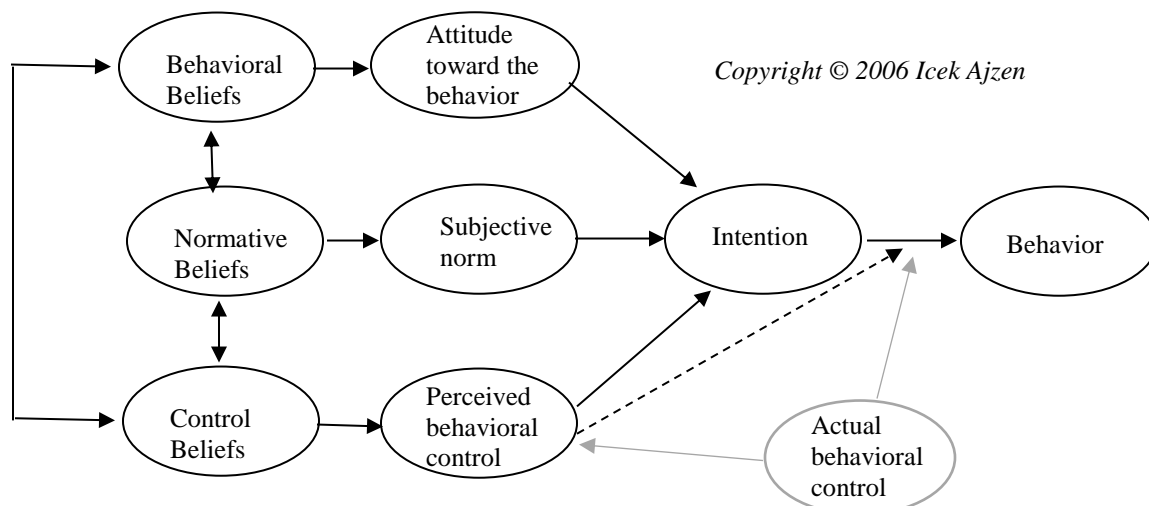 Behavioral
Beliefs
Attitude
toward the
behavior
Copyright © 2006 Icek Ajzen
Normative
Beliefs
Subjective
norm
Intention
Behavior
Control
Beliefs
Perceived
behavioral
control
Actual
behavioral
control